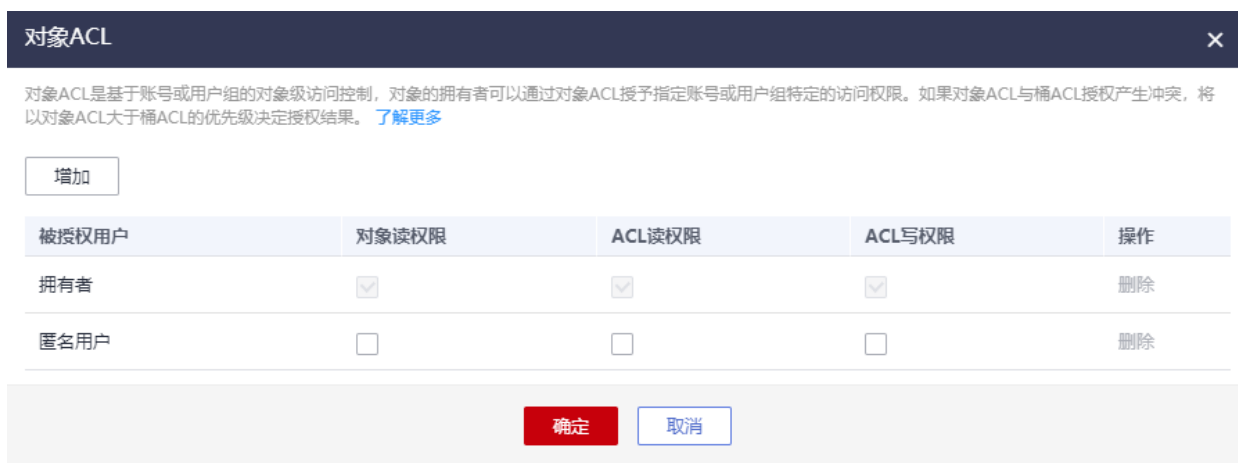 对象ACL
对象ACL是基于账号或用户组的对象级访问控制，对象的拥有者可以通过对象ACL授予指定账号或用户组特定的访问权限。如果对象ACL与桶ACL授权产生冲突，将
以对象ACL大于桶ACL的优先级决定授权结果。 了解更多
增加
被授权用户 对象读权限 ACL读权限 ACL写权限 操作
拥有者 删除
匿名用户 删除
确定 取消